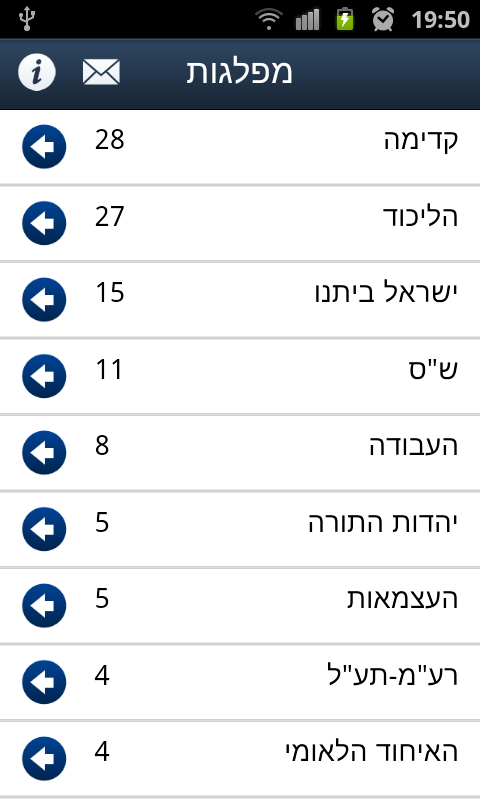 19:50
מפלגות
קדימה 28
הליכוד 27
ישראל ביתנו 15
ש"ס 11
העבודה 8
יהדות התורה 5
העצמאות 5
רע"מ-תע"ל 4
האיחוד הלאומי 4